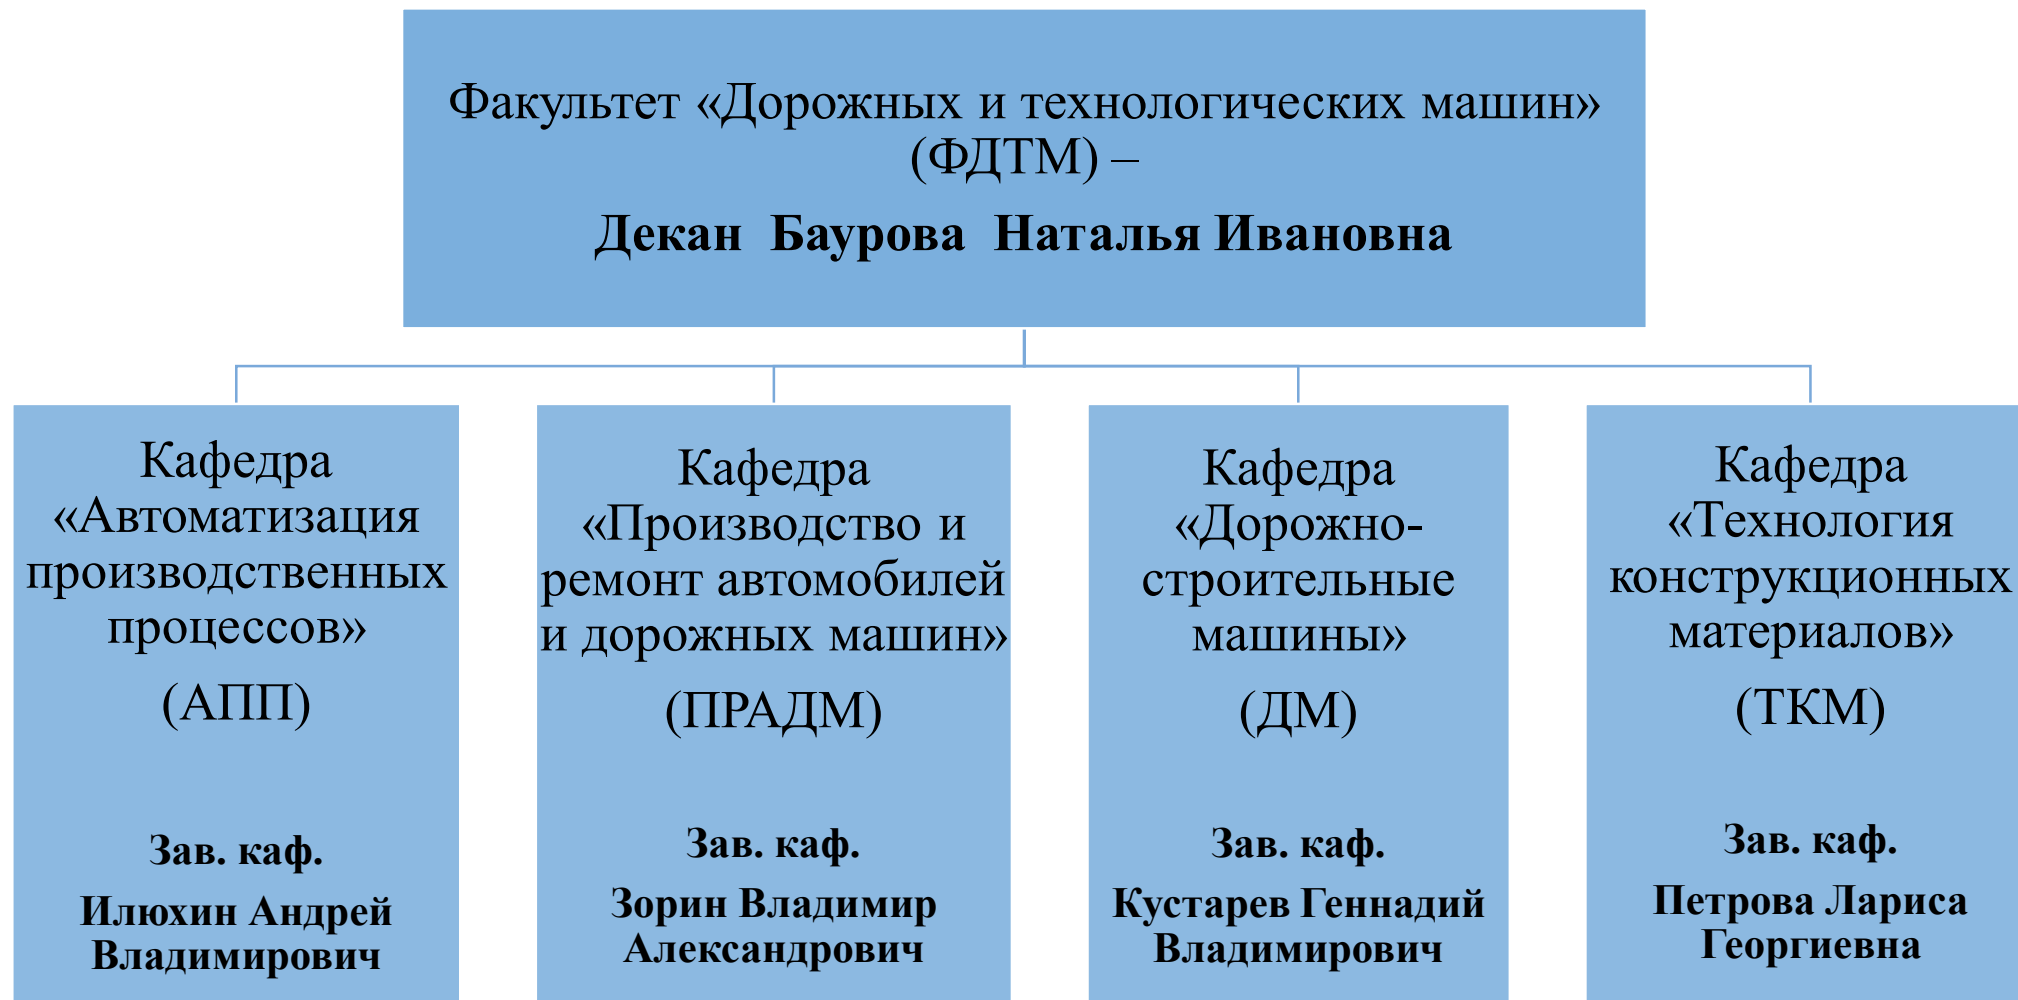 Факультет «Дорожных и технологических машин»
(ФДТМ) –
Декан Баурова Наталья Ивановна
Кафедра
«Автоматизация
производственных
процессов»
(АПП)
Зав. каф.
Илюхин Андрей
Владимирович
Кафедра
«Производство и
ремонт автомобилей
и дорожных машин»
(ПРАДМ)
Зав. каф.
Зорин Владимир
Александрович
Кафедра
«Дорожно-
строительные
машины»
(ДМ)
Зав. каф.
Кустарев Геннадий
Владимирович
Кафедра
«Технология
конструкционных
материалов»
(ТКМ)
Зав. каф.
Петрова Лариса
Георгиевна